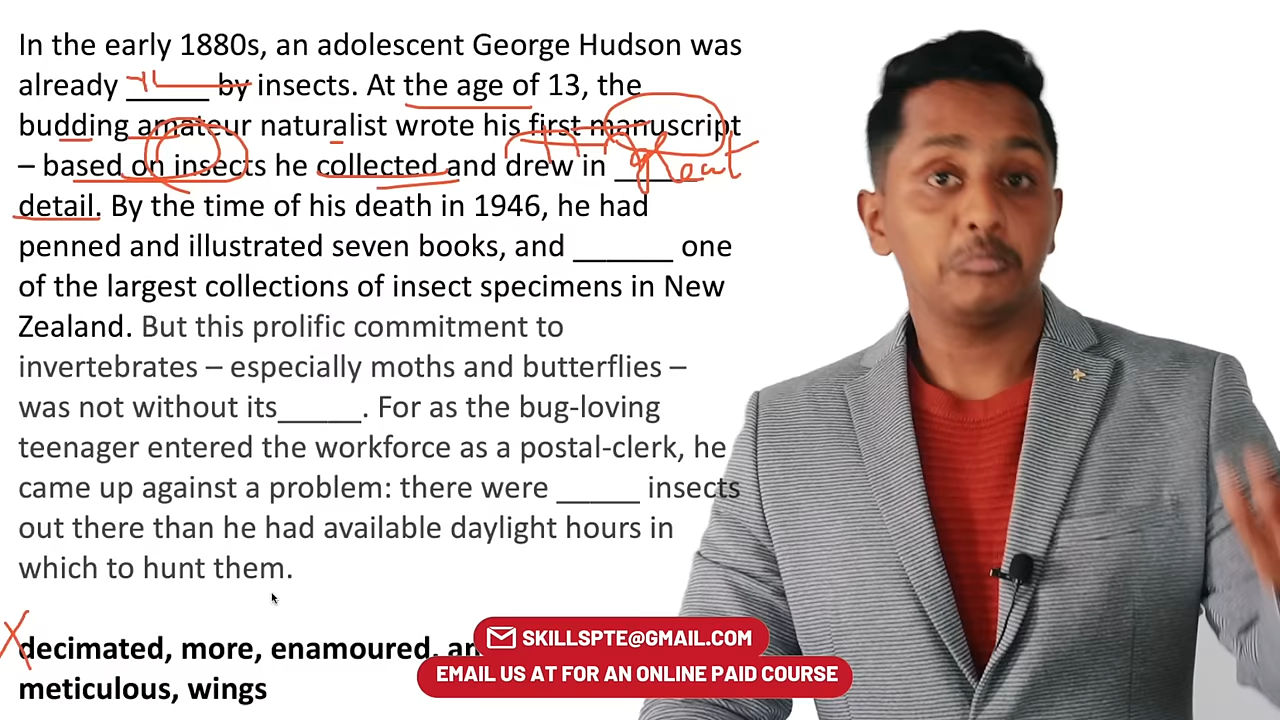 In the early 1880s, an adolescent George Hudson was
already _____ by insects. At the age of 13, the
budding amateur naturalist wrote his first manuscript
– based on insects he collected and drew in _____
great
detail. By the time of his death in 1946, he had
penned and illustrated seven books, and ______ one
of the largest collections of insect specimens in New
Zealand. But this prolific commitment to
invertebrates – especially moths and butterflies –
was not without its_____. For as the bug-loving
teenager entered the workforce as a postal-clerk, he
came up against a problem: there were _____ insects
out there than he had available daylight hours in
which to hunt them.
decimated, more, enamoured,
meticulous, wings
SKILLSPTE@GMAIL.COM
EMAIL US AT FOR AN ONLINE PAID COURSE